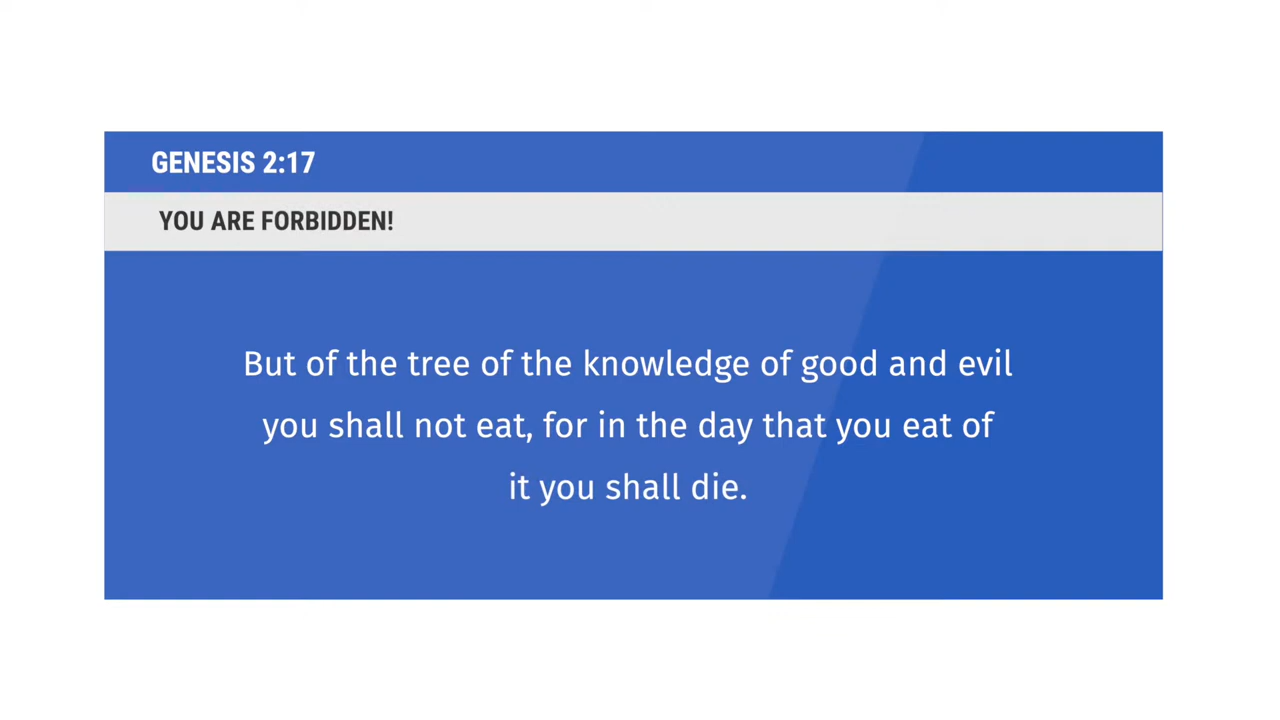 GENESIS 2:17
YOU ARE FORBIDDEN!
But of the tree of the knowledge of good and evil
you shall not eat, for in the day that you eat of
it you shall die.